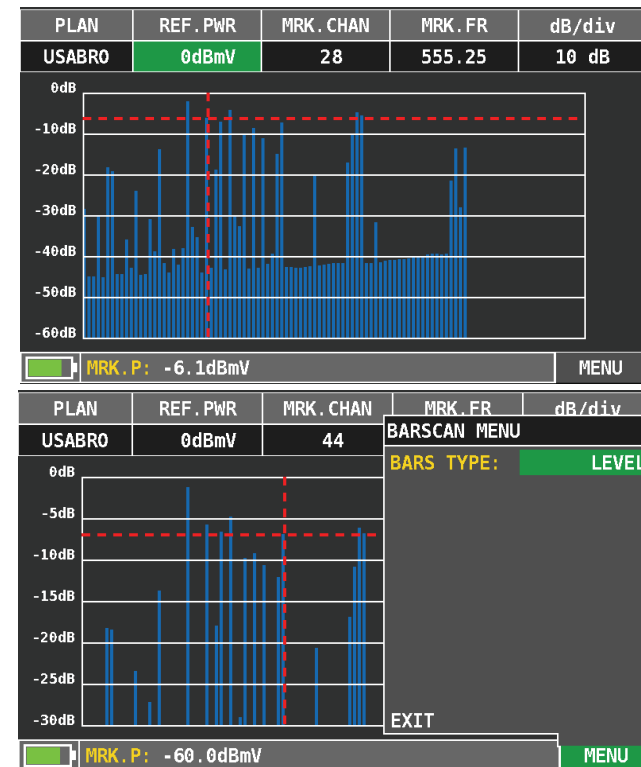 PLAN REF.PWR MRK.CHAN MRK.FR dB/div
USABRO 0dBmV 28 555.25 10 dB
0dB
-10dB
-20dB
-30dB
-40dB
-50dB
-60dB
MRK.P: -6.1dBmV MENU
PLAN REF.PWR MRK.CHAN MRK.FR dB/div
USABRO 0dBmV 44 BARSCAN MENU
0dB BARS TYPE: LEVEL
-5dB
-10dB
-15dB
-20dB
-25dB
-30dB EXIT
MRK.P: -60.0dBmV MENU